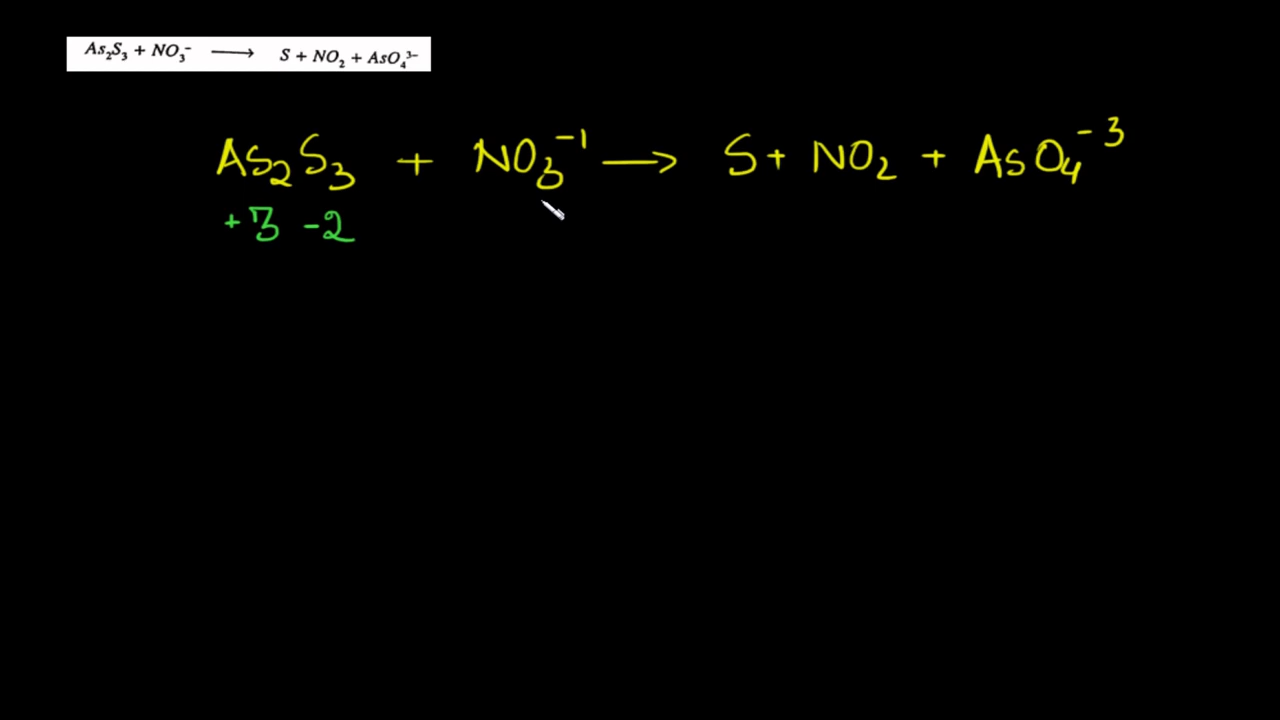 As₂S₃ + NO₃⁻ ⟶ S + NO₂ + AsO₄³⁻
As₂S₃ + NO₃⁻¹ ⟶ S + NO₂ + AsO₄⁻³
+3 -2